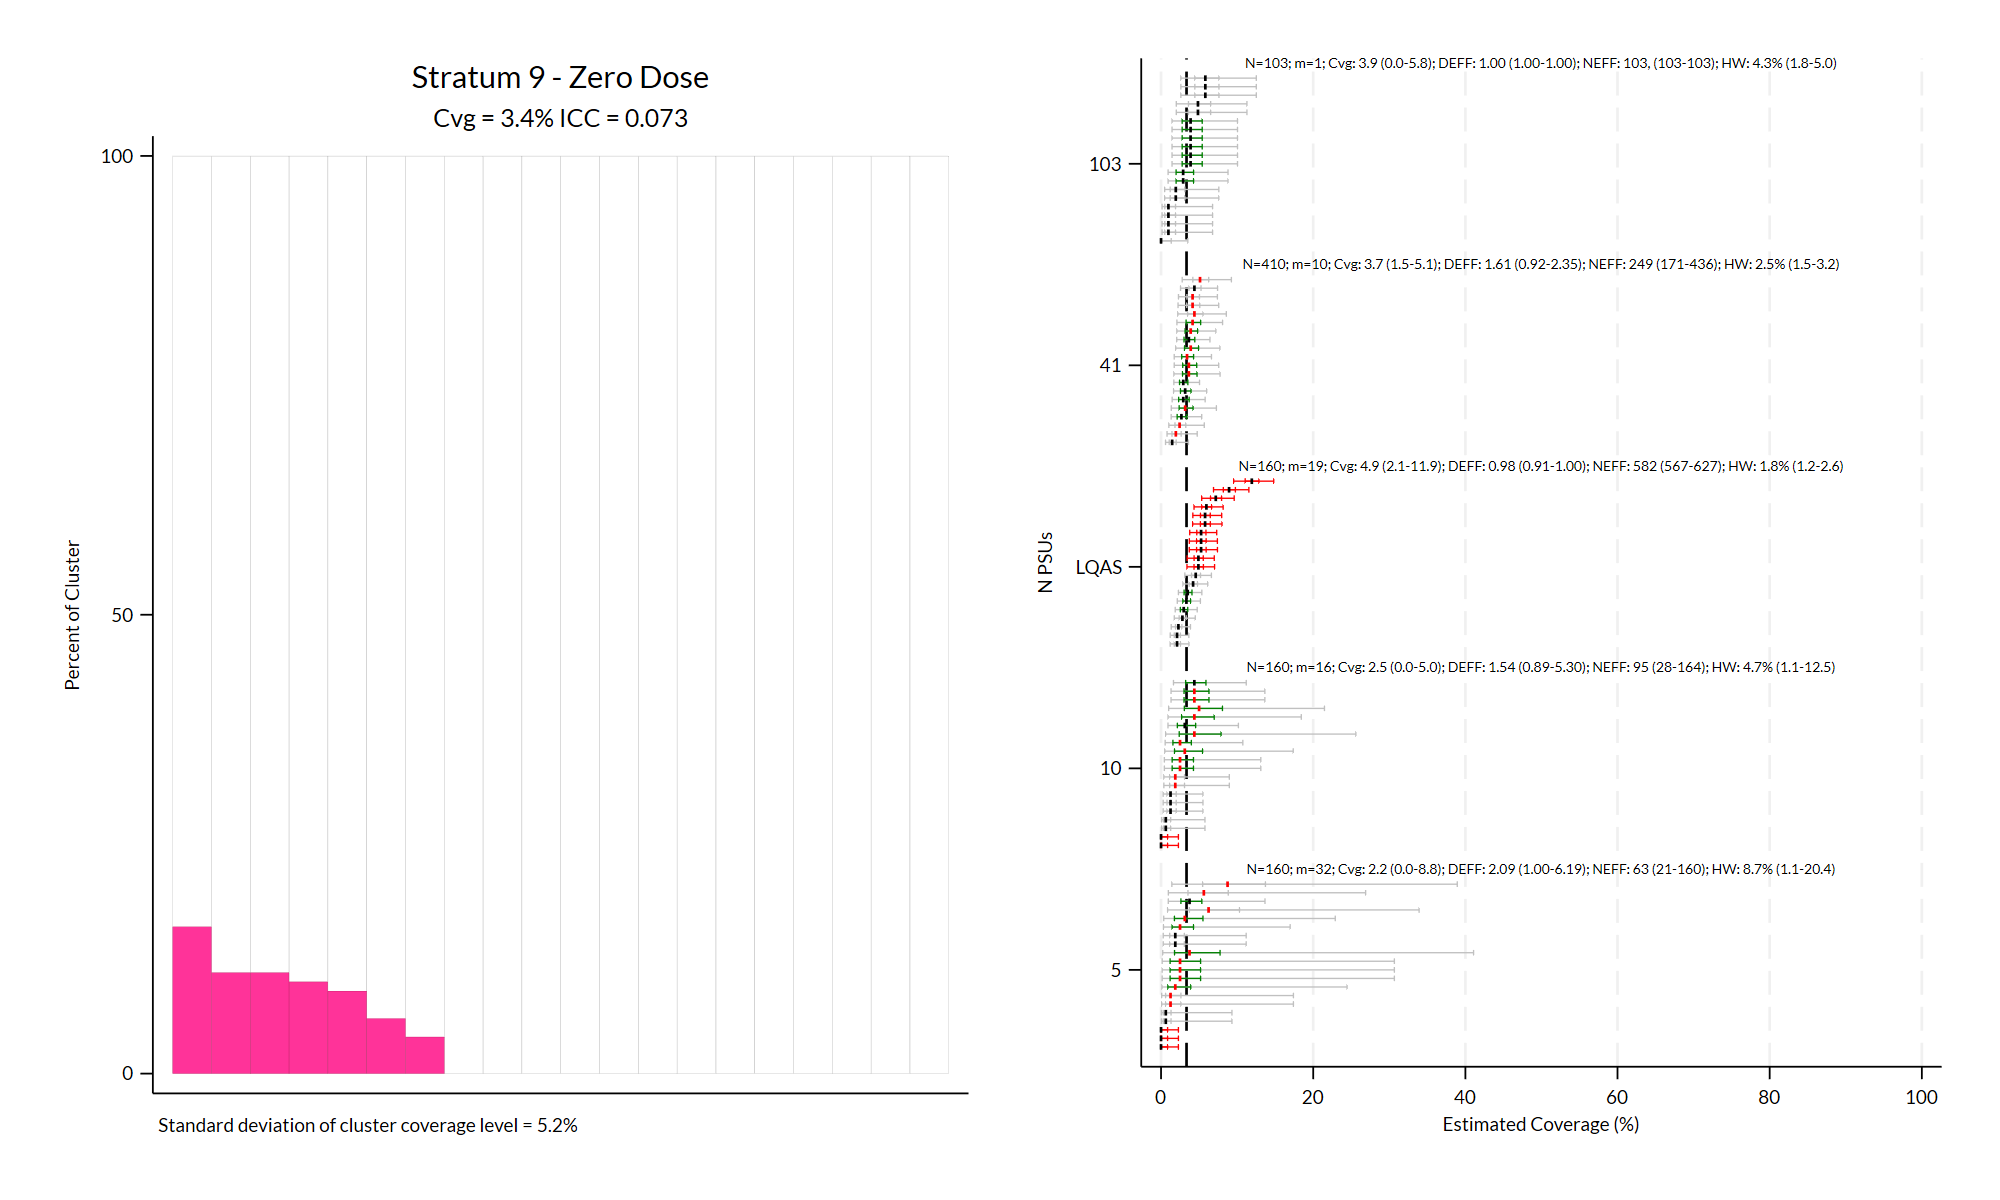 Stratum 9 - Zero Dose
Cvg = 3.4% ICC = 0.073
100
50
0
Percent of Cluster
Standard deviation of cluster coverage level = 5.2%
N=103; m=1; Cvg: 3.9 (0.0-5.8); DEFF: 1.00 (1.00-1.00); NEFF: 103, (103-103); HW: 4.3% (1.8-5.0)
103
N=410; m=10; Cvg: 3.7 (1.5-5.1); DEFF: 1.61 (0.92-2.35); NEFF: 249 (171-436); HW: 2.5% (1.5-3.2)
41
N=160; m=19; Cvg: 4.9 (2.1-11.9); DEFF: 0.98 (0.91-1.00); NEFF: 582 (567-627); HW: 1.8% (1.2-2.6)
LQAS
N PSUs
N=160; m=16; Cvg: 2.5 (0.0-5.0); DEFF: 1.54 (0.89-5.30); NEFF: 95 (28-164); HW: 4.7% (1.1-12.5)
10
N=160; m=32; Cvg: 2.2 (0.0-8.8); DEFF: 2.09 (1.00-6.19); NEFF: 63 (21-160); HW: 8.7% (1.1-20.4)
5
0 20 40 60 80 100
Estimated Coverage (%)